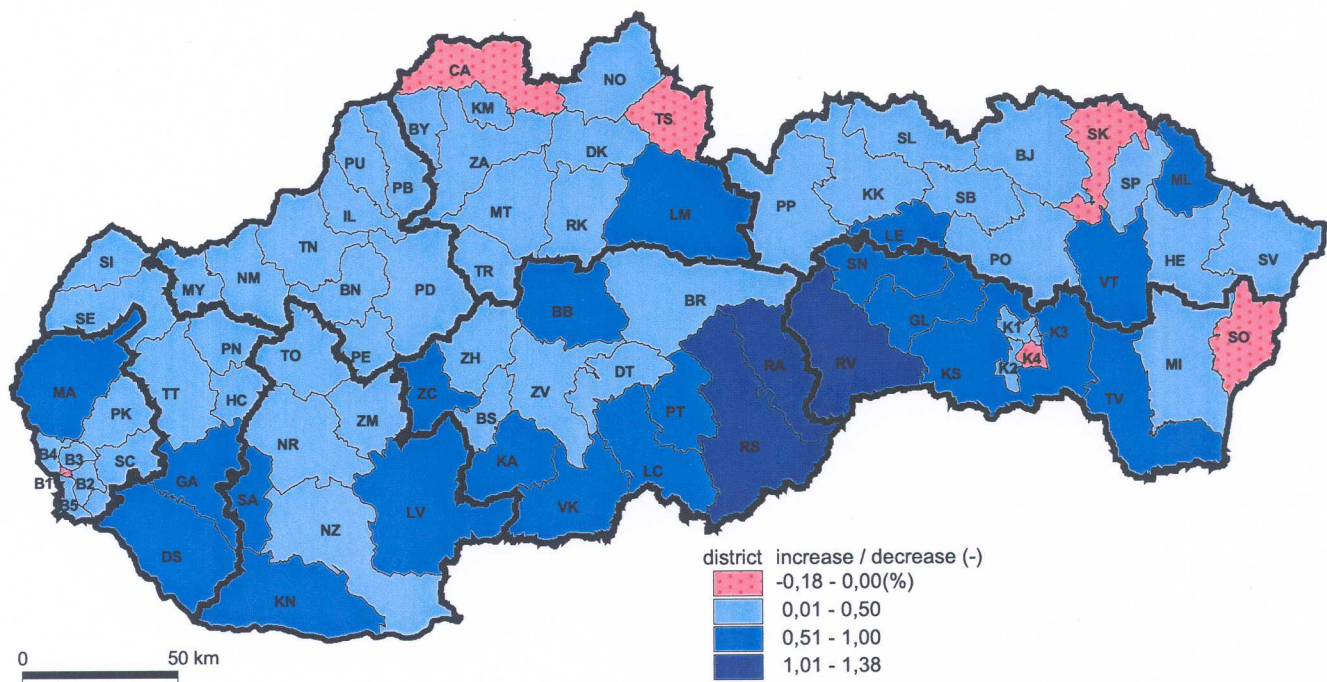 CA
NO
KM
TS
BY
SL
SK
PU
ZA
DK
BJ
PB
SP
ML
PP
KK
SB
IL
MT
RK
LM
LE
TN
PO
HE
SV
SI
TR
SN
VT
MY
NM
BN
PD
BR
SE
BB
GL
K1
K3
SO
PN
TO
PE
ZH
RA
RV
K4
MI
TT
ZC
ZV
DT
KS
K2
MA
HC
TV
PK
ZM
BS
PT
NR
RS
B4
B3
SC
KA
LC
B1
B2
GA
SA
B5
LV
VK
NZ
DS
KN
district increase / decrease (-)
-0,18 - 0,00(%)
0,01 - 0,50
0,51 - 1,00
1,01 - 1,38
0 50 km